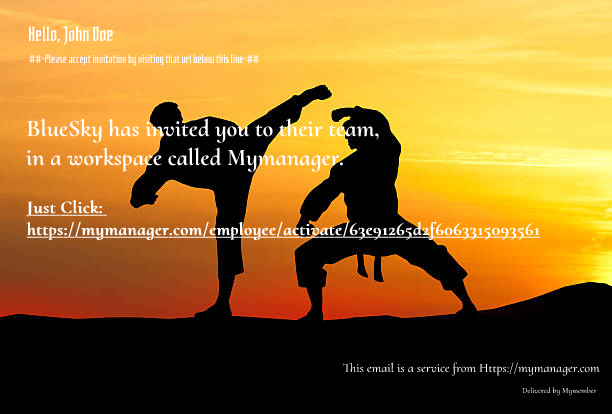 Hello, John Doe
##-Please accept invitation by visiting that url below this line-##
BlueSky has invited you to their team,
in a workspace called Mymanager.
Just Click:
https://mymanager.com/employee/activate/63e91265d2f6063315093561
This email is a service from Https://mymanager.com
Delivered by Mymember